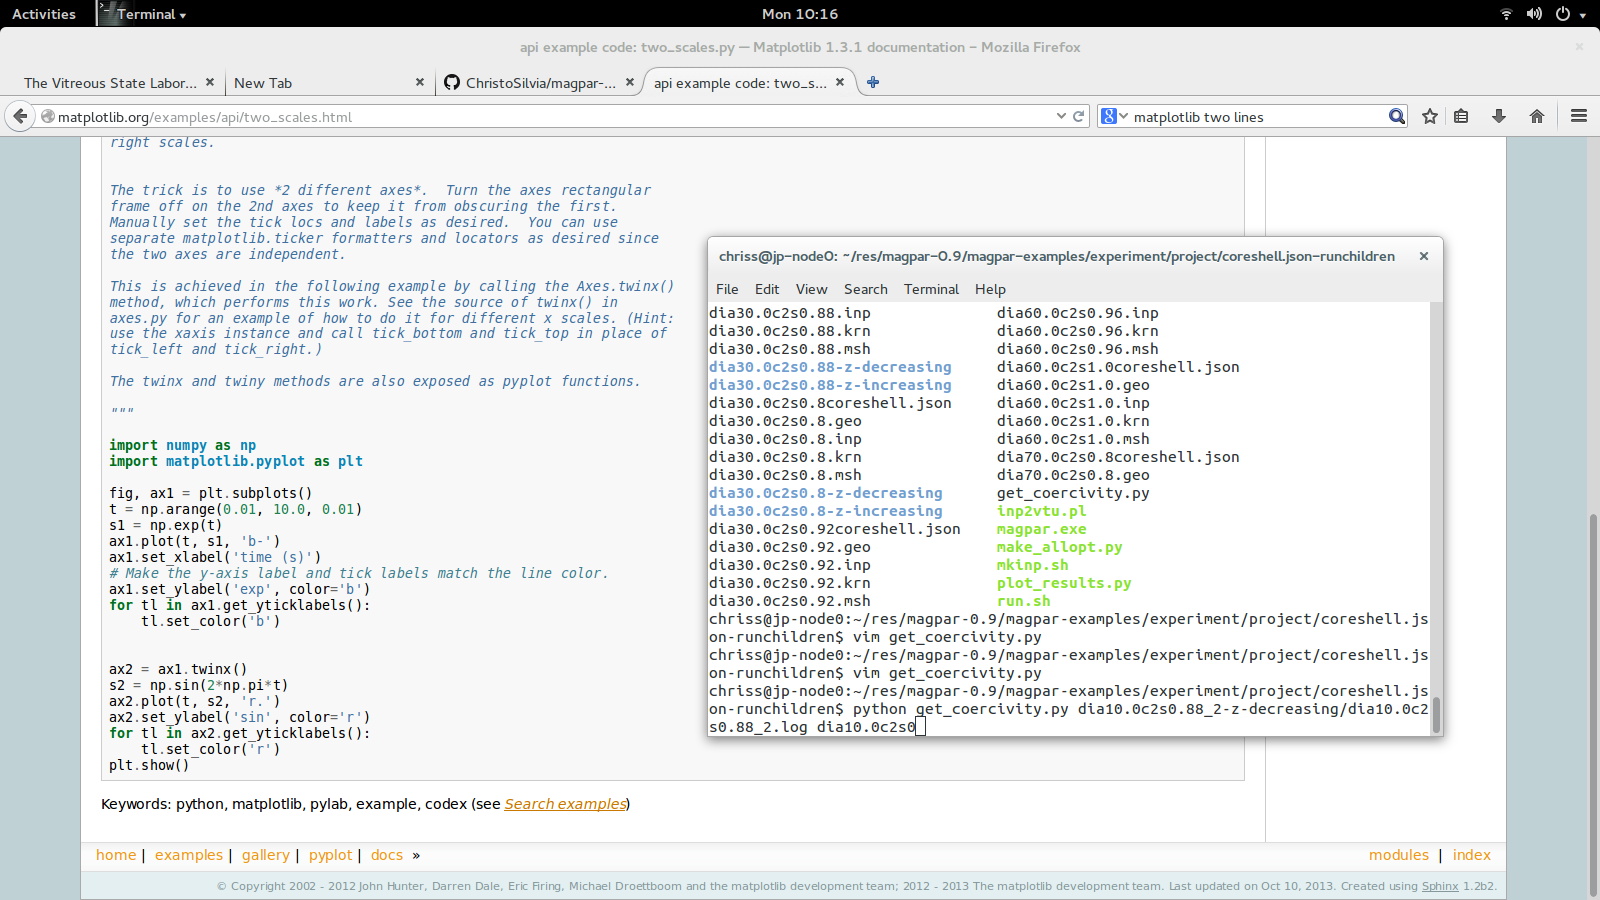 Activities
Terminal
Mon 10:16
api example code: two_scales.py — Matplotlib 1.3.1 documentation – Mozilla Firefox
The Vitreous State Labor...
New Tab
ChristoSilvia/magpar-...
api example code: two_s...
matplotlib.org/examples/api/two_scales.html
matplotlib two lines
right scales.
The trick is to use *2 different axes*.  Turn the axes rectangular
frame off on the 2nd axes to keep it from obscuring the first.
Manually set the tick locs and labels as desired.  You can use
separate matplotlib.ticker formatters and locators as desired since
the two axes are independent.
This is achieved in the following example by calling the Axes.twinx()
method, which performs this work. See the source of twinx() in
axes.py for an example of how to do it for different x scales. (Hint:
use the xaxis instance and call tick_bottom and tick_top in place of
tick_left and tick_right.)
The twinx and twiny methods are also exposed as pyplot functions.
"""
import numpy as np
import matplotlib.pyplot as plt
fig, ax1 = plt.subplots()
t = np.arange(0.01, 10.0, 0.01)
s1 = np.exp(t)
ax1.plot(t, s1, 'b-')
ax1.set_xlabel('time (s)')
# Make the y-axis label and tick labels match the line color.
ax1.set_ylabel('exp', color='b')
for tl in ax1.get_yticklabels():
    tl.set_color('b')
ax2 = ax1.twinx()
s2 = np.sin(2*np.pi*t)
ax2.plot(t, s2, 'r.')
ax2.set_ylabel('sin', color='r')
for tl in ax2.get_yticklabels():
    tl.set_color('r')
plt.show()
Keywords: python, matplotlib, pylab, example, codex (see Search examples)
home | examples | gallery | pyplot | docs »
modules | index
© Copyright 2002 - 2012 John Hunter, Darren Dale, Eric Firing, Michael Droettboom and the matplotlib development team; 2012 - 2013 The matplotlib development team. Last updated on Oct 10, 2013. Created using Sphinx 1.2b2.
chriss@jp-node0: ~/res/magpar-0.9/magpar-examples/experiment/project/coreshell.json-runchildren
File Edit View Search Terminal Help
dia30.0c2s0.88.inp dia60.0c2s0.96.inp
dia30.0c2s0.88.krn dia60.0c2s0.96.krn
dia30.0c2s0.88.msh dia60.0c2s0.96.msh
dia30.0c2s0.88-z-decreasing dia60.0c2s1.0coreshell.json
dia30.0c2s0.88-z-increasing dia60.0c2s1.0.geo
dia30.0c2s0.8coreshell.json dia60.0c2s1.0.inp
dia30.0c2s0.8.geo dia60.0c2s1.0.krn
dia30.0c2s0.8.inp dia60.0c2s1.0.msh
dia30.0c2s0.8.krn dia70.0c2s0.8coreshell.json
dia30.0c2s0.8.msh dia70.0c2s0.8.geo
dia30.0c2s0.8-z-decreasing get_coercivity.py
dia30.0c2s0.8-z-increasing inp2vtu.pl
dia30.0c2s0.92coreshell.json magpar.exe
dia30.0c2s0.92.geo make_allopt.py
dia30.0c2s0.92.inp mkinp.sh
dia30.0c2s0.92.krn plot_results.py
dia30.0c2s0.92.msh run.sh
chriss@jp-node0:~/res/magpar-0.9/magpar-examples/experiment/project/coreshell.js
on-runchildren$ vim get_coercivity.py
chriss@jp-node0:~/res/magpar-0.9/magpar-examples/experiment/project/coreshell.js
on-runchildren$ vim get_coercivity.py
chriss@jp-node0:~/res/magpar-0.9/magpar-examples/experiment/project/coreshell.js
on-runchildren$ python get_coercivity.py dia10.0c2s0.88_2-z-decreasing/dia10.0c2
s0.88_2.log dia10.0c2s0